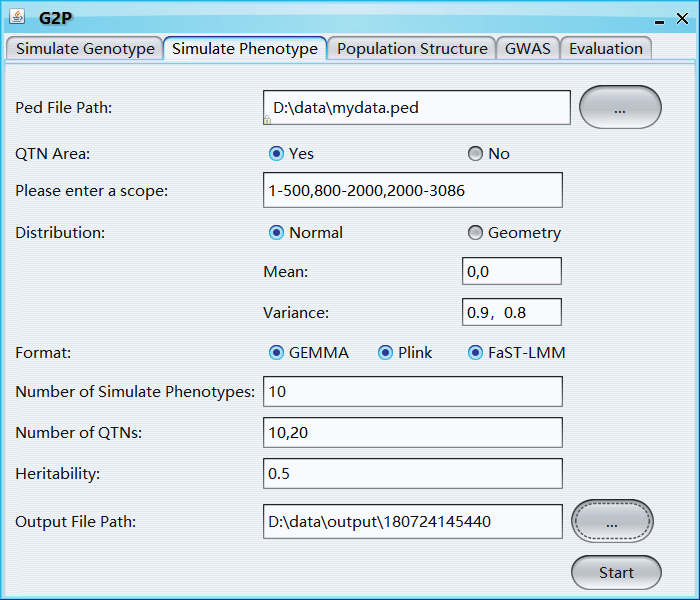 G2P
Simulate Genotype Simulate Phenotype Population Structure GWAS Evaluation
Ped File Path: D:\data\mydata.ped ...
QTN Area: Yes No
Please enter a scope: 1-500,800-2000,2000-3086
Distribution: Normal Geometry
Mean: 0,0
Variance: 0.9，0.8
Format: GEMMA Plink FaST-LMM
Number of Simulate Phenotypes: 10
Number of QTNs: 10,20
Heritability: 0.5
Output File Path: D:\data\output\180724145440 ...
Start